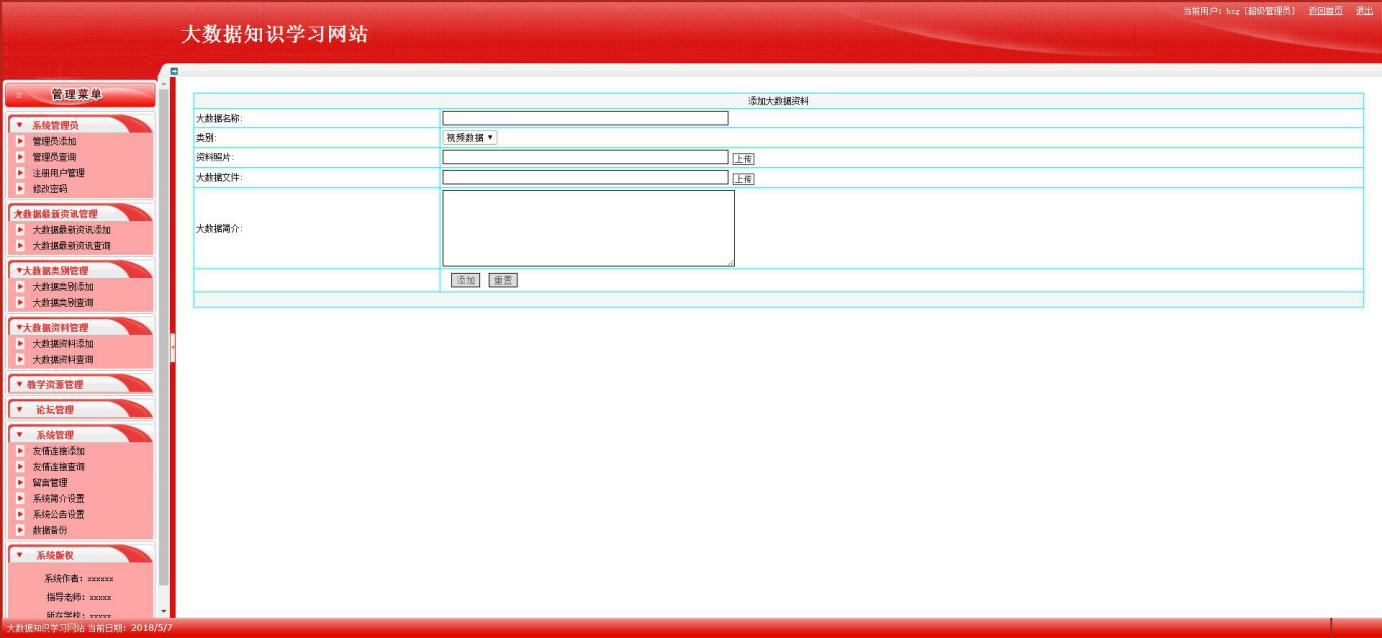 当前用户: hsg [超级管理员] 返回首页 退出
大数据知识学习网站
管理菜单
系统管理员
管理员添加
管理员查询
注册用户管理
修改密码
大数据最新资讯管理
大数据最新资讯添加
大数据最新资讯查询
大数据类别管理
大数据类别添加
大数据类别查询
大数据资料管理
大数据资料添加
大数据资料查询
教学资源管理
论坛管理
系统管理
友情连接添加
友情连接查询
留言管理
系统简介设置
系统公告设置
数据备份
系统版权
系统作者: xxxxxx
指导老师: xxxxx
所在学校: xxxxx
添加大数据资料
大数据名称:
类别: 视频数据
资料照片: 上传
大数据文件: 上传
大数据简介:
添加 重置
大数据知识学习网站 当前日期: 2018/5/7